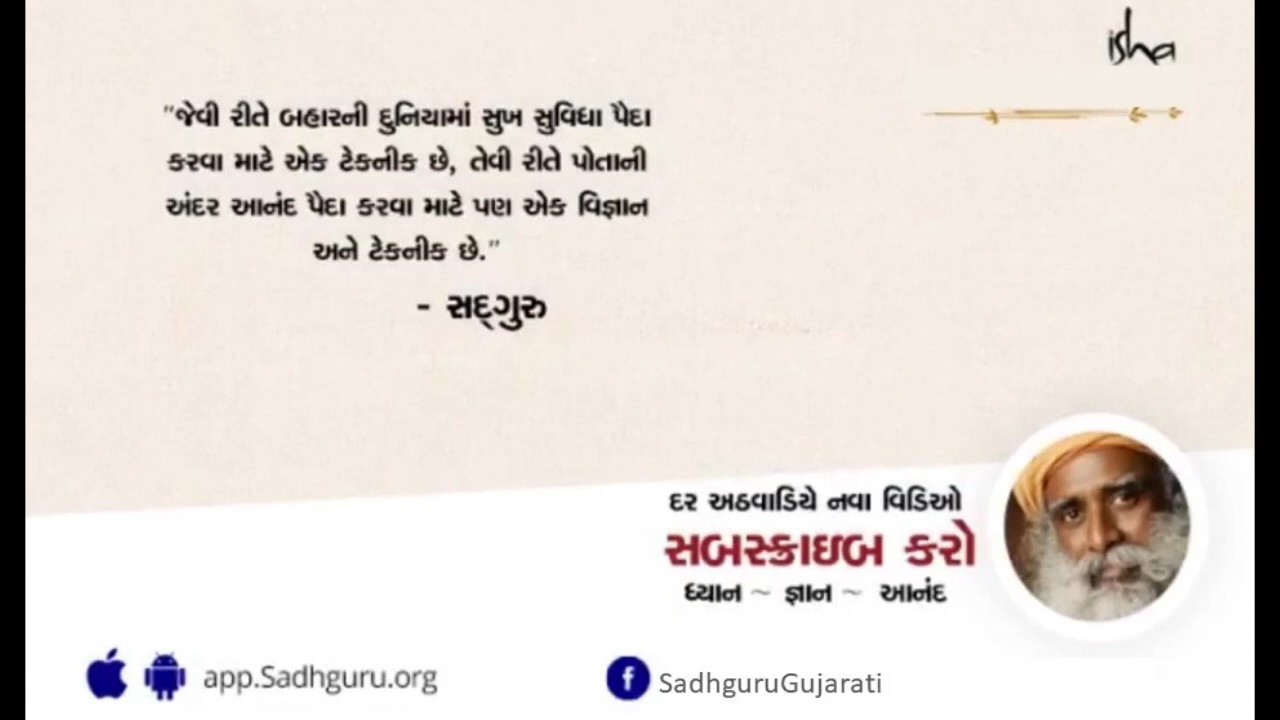 isha
"જેવી રીતે બહારની દુનિયામાં સુખ સુવિધા પૈદા
કરવા માટે એક ટેકનીક છે, તેવી રીતે પોતાની
અંદર આનંદ પૈદા કરવા માટે પણ એક વિજ્ઞાન
અને ટેકનીક છે."
- સદ્ગુરુ
દર અઠવાડિયે નવા વિડિઓ
સબસ્ક્રાઇબ કરો
ધ્યાન ~ જ્ઞાન ~ આનંદ
app.Sadhguru.org
SadhguruGujarati